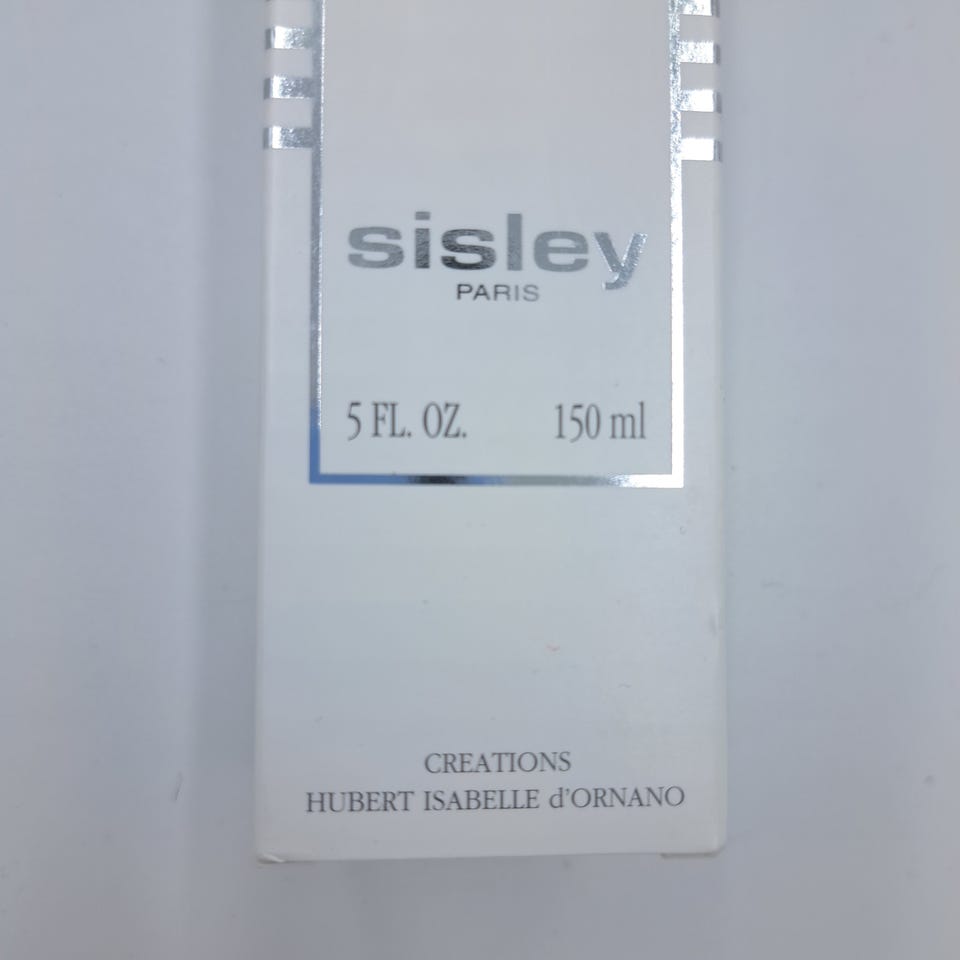 sisley
PARIS
5 FL. OZ. 150 ml
CREATIONS
HUBERT ISABELLE d'ORNANO